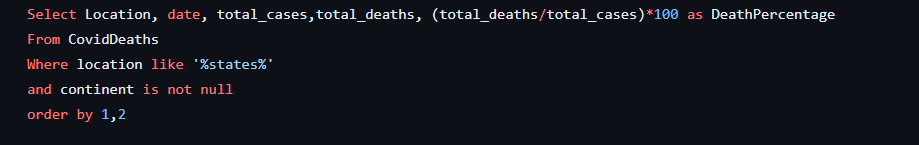 Select Location, date, total_cases,total_deaths, (total_deaths/total_cases)*100 as DeathPercentage
From CovidDeaths
Where location like '%states%'
and continent is not null
order by 1,2